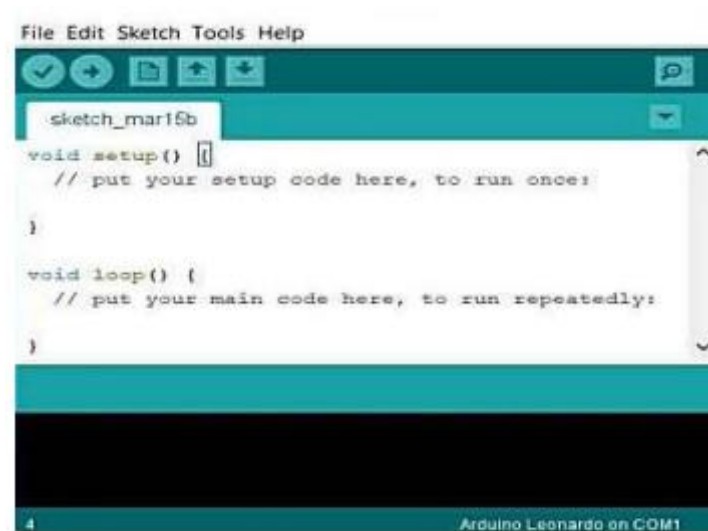 File Edit Sketch Tools Help
sketch_mar15b
void setup() {
// put your setup code here, to run once:
}
void loop() {
// put your main code here, to run repeatedly:
}
4 Arduino Leonardo on COM1